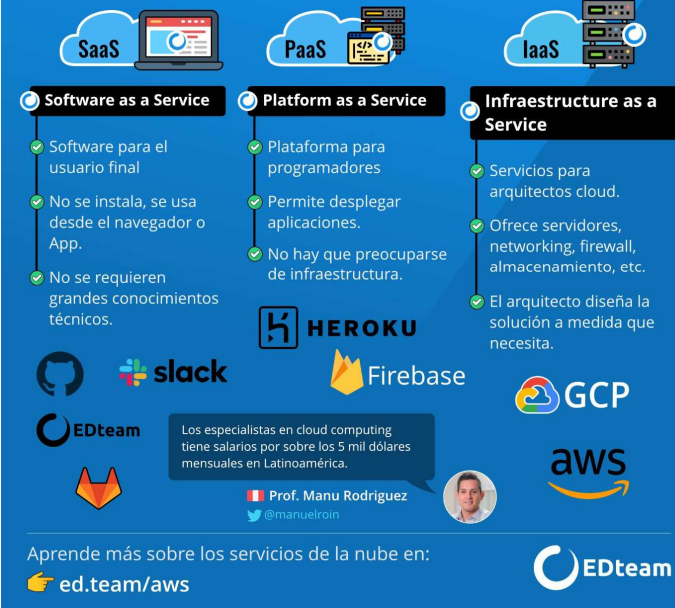 SaaS
Software as a Service
Software para el
usuario final
No se instala, se usa
desde el navegador o
App.
No se requieren
grandes conocimientos
técnicos.
slack
EDteam
PaaS
</>
Platform as a Service
Plataforma para
programadores
Permite desplegar
aplicaciones.
No hay que preocuparse
de infraestructura.
HEROKU
Firebase
IaaS
Infraestructure as a
Service
Servicios para
arquitectos cloud.
Ofrece servidores,
networking, firewall,
almacenamiento, etc.
El arquitecto diseña la
solución a medida que
necesita.
GCP
aws
Los especialistas en cloud computing
tiene salarios por sobre los 5 mil dólares
mensuales en Latinoamérica.
Prof. Manu Rodriguez
@manuelroin
Aprende más sobre los servicios de la nube en:
ed.team/aws
EDteam